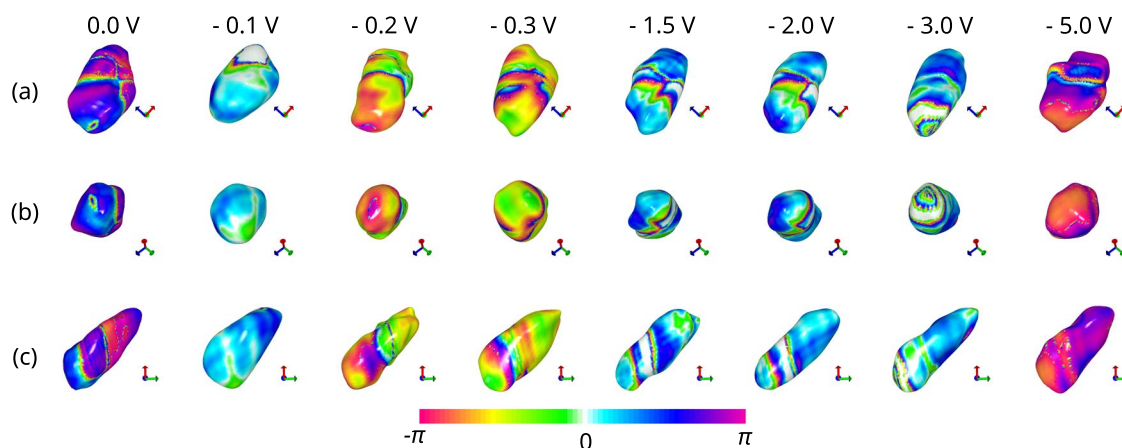 0.0 V - 0.1 V - 0.2 V - 0.3 V - 1.5 V - 2.0 V - 3.0 V - 5.0 V
(a)
(b)
(c)
-π 0 π